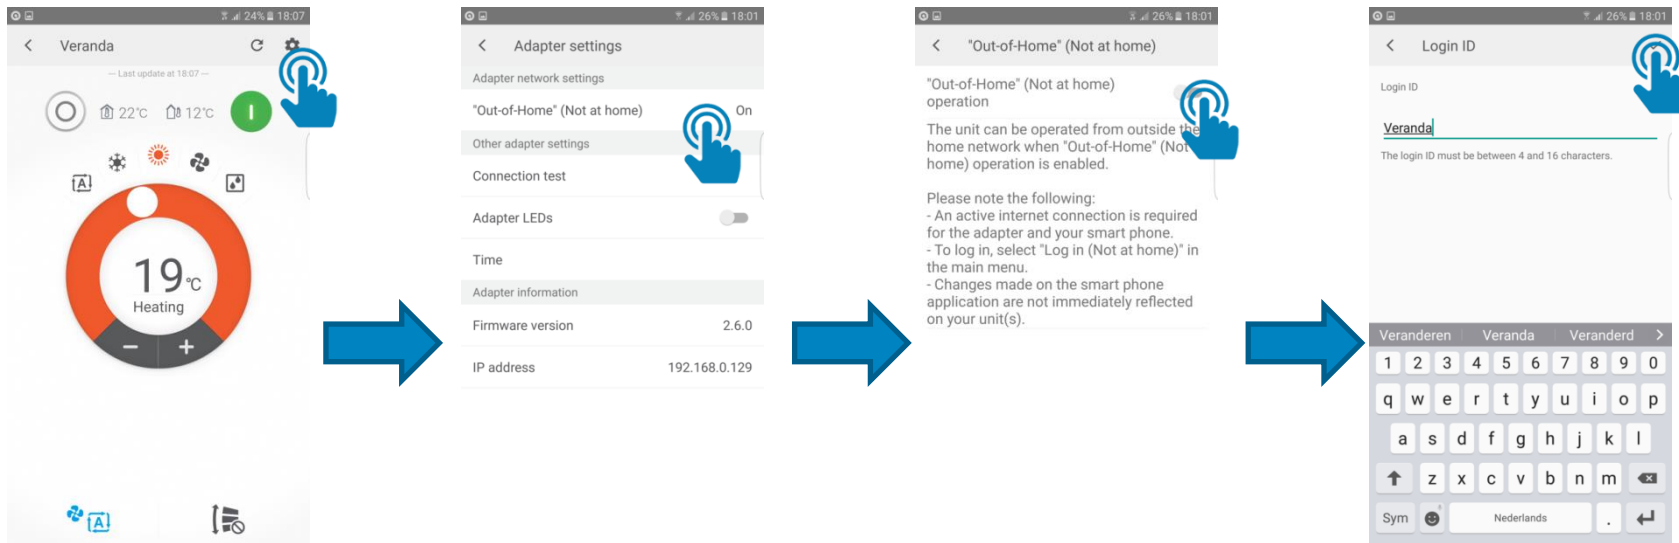 24% 18:07
Veranda
--- Last update at 18:07 ---
22°C 12°C
A
19°C
Heating
− +
A
26% 18:01
Adapter settings
Adapter network settings
"Out-of-Home" (Not at home) On
Other adapter settings
Connection test
Adapter LEDs
Time
Adapter information
Firmware version 2.6.0
IP address 192.168.0.129
26% 18:01
"Out-of-Home" (Not at home)
"Out-of-Home" (Not at home)
operation
The unit can be operated from outside the
home network when "Out-of-Home" (Not
home) operation is enabled.
Please note the following:
- An active internet connection is required
for the adapter and your smart phone.
- To log in, select "Log in (Not at home)" in
the main menu.
- Changes made on the smart phone
application are not immediately reflected
on your unit(s).
26% 18:01
Login ID
Login ID
Veranda
The login ID must be between 4 and 16 characters.
Veranderen Veranda Veranderd
1 2 3 4 5 6 7 8 9 0
q w e r t y u i o p
a s d f g h j k l
z x c v b n m
Sym Nederlands .